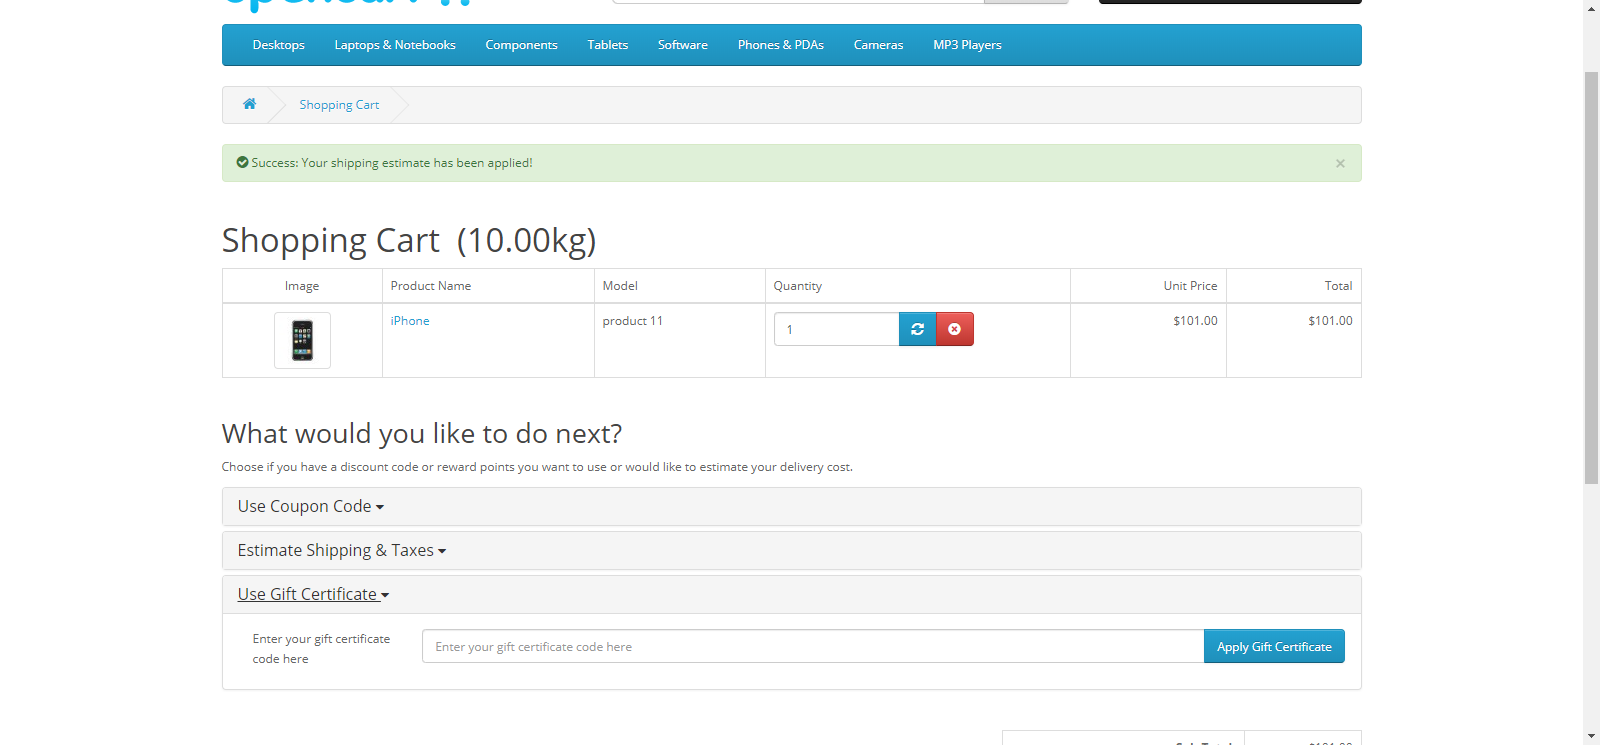 Desktops Laptops & Notebooks Components Tablets Software Phones & PDAs Cameras MP3 Players
Shopping Cart
Success: Your shipping estimate has been applied! ×
Shopping Cart (10.00kg)
Image Product Name Model Quantity Unit Price Total
iPhone product 11 1 $101.00 $101.00
What would you like to do next?
Choose if you have a discount code or reward points you want to use or would like to estimate your delivery cost.
Use Coupon Code
Estimate Shipping & Taxes
Use Gift Certificate
Enter your gift certificate
code here
Enter your gift certificate code here Apply Gift Certificate